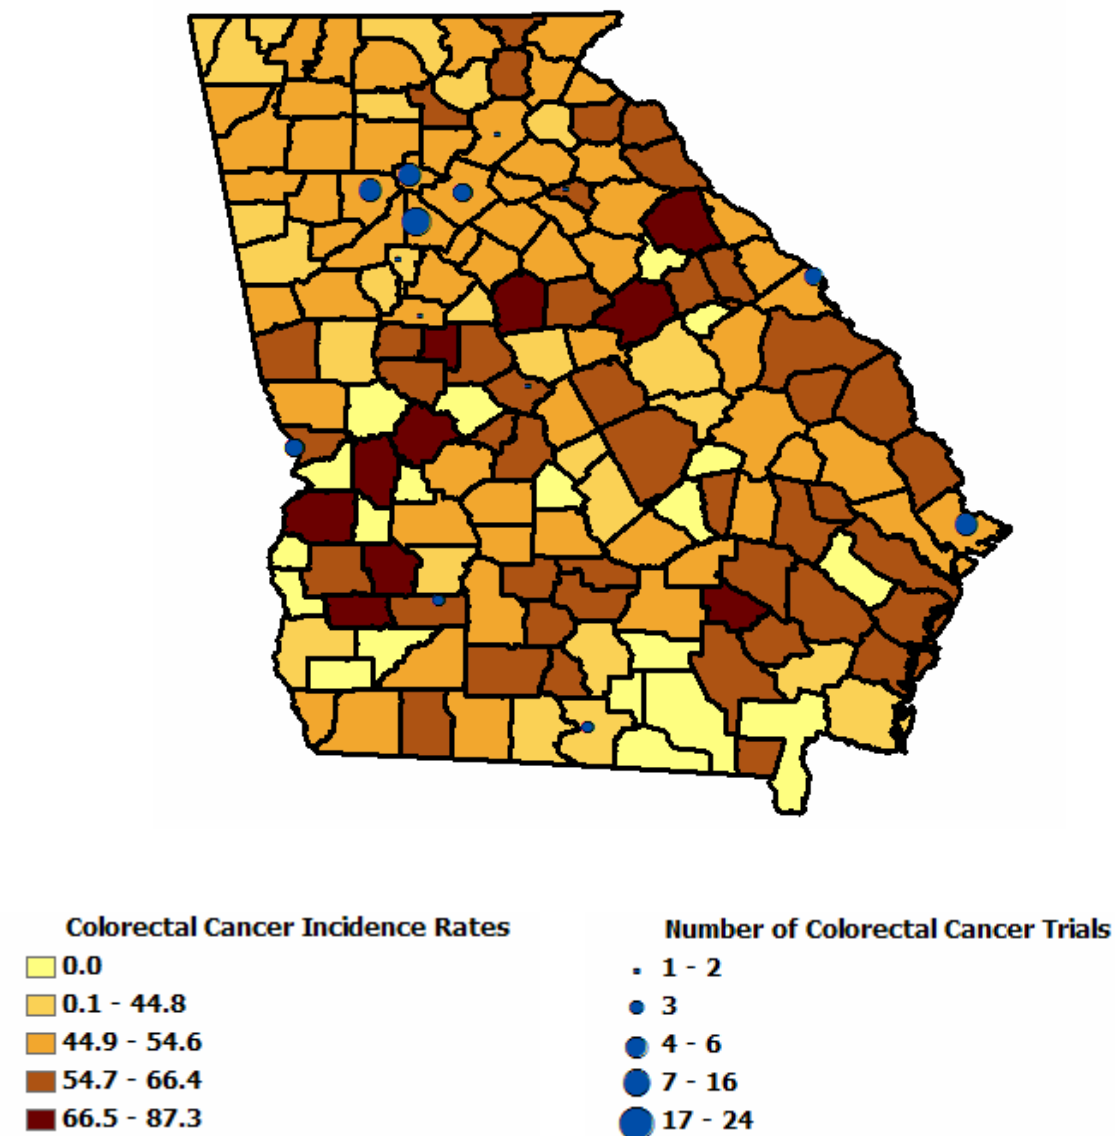 Colorectal Cancer Incidence Rates
0.0
0.1 - 44.8
44.9 - 54.6
54.7 - 66.4
66.5 - 87.3
Number of Colorectal Cancer Trials
1 - 2
3
4 - 6
7 - 16
17 - 24